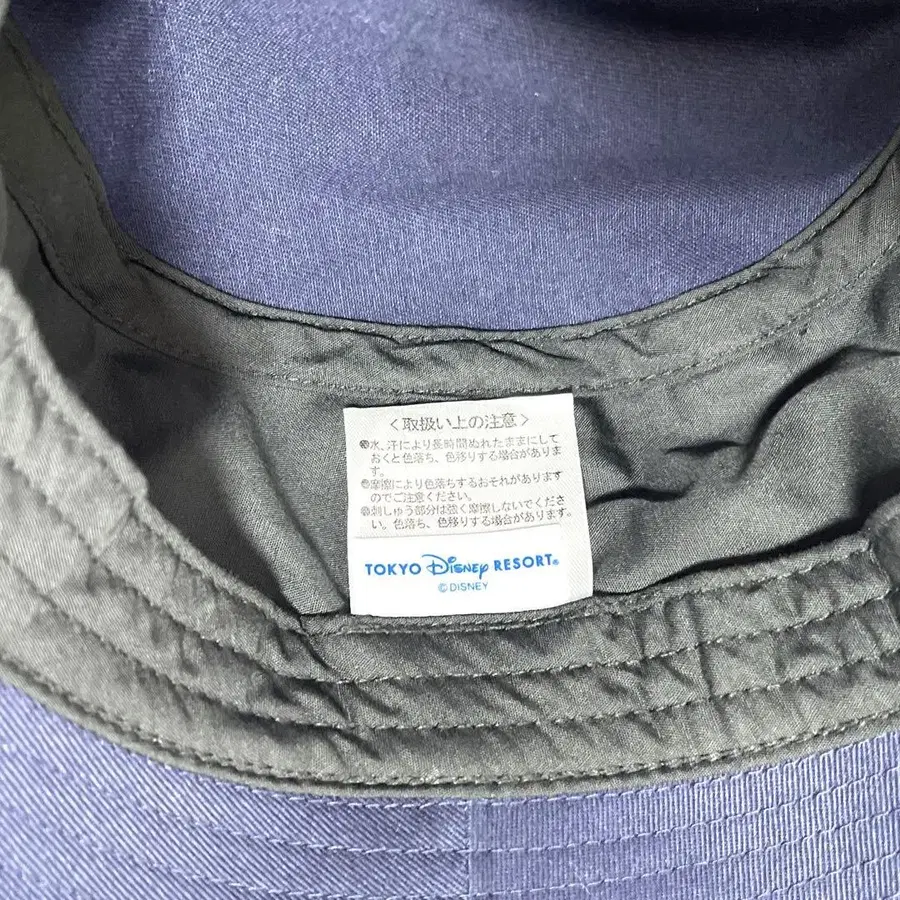 〈取扱い上の注意〉
●水、汗により長時間ぬれたままにして
おくと色落ち、色移りする場合がありま
す。
●摩擦により色落ちするおそれがあります
のでご注意ください。
●刺しゅう部分は強く摩擦しないでくださ
い。色落ち、色移りする場合があります。
TOKYO Disney RESORT®
©DISNEY